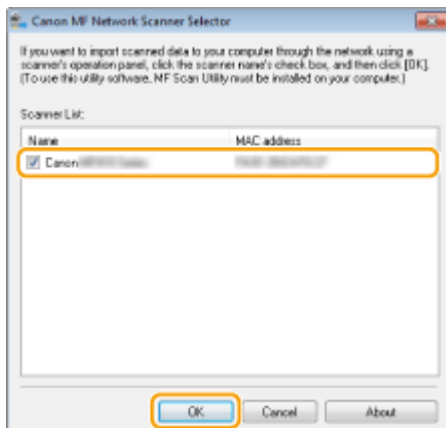 Canon MF Network Scanner Selector
If you want to import scanned data to your computer through the network using a
scanner's operation panel, click the scanner name's check box, and then click [OK].
(To use this utility software, MF Scan Utility must be installed on your computer.)
Scanner List:
Name MAC address
Canon
OK Cancel About